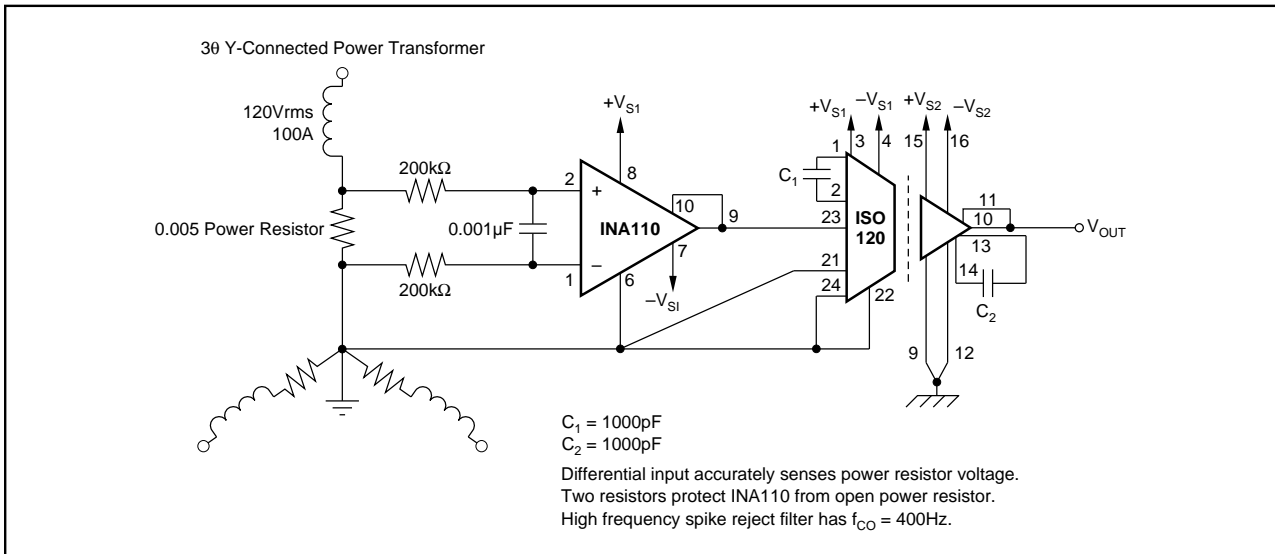 3θ Y-Connected Power Transformer
120Vrms
100A
200kΩ
0.005 Power Resistor
0.001µF
200kΩ
+VS1
8
2
+
INA110
10
9
7
–
1
6
–VSI
+VS1
–VS1
+VS2
–VS2
1
3
4
15
16
C1
2
23
ISO
120
21
24
22
11
10
13
14
C2
VOUT
9
12
C1 = 1000pF
C2 = 1000pF
Differential input accurately senses power resistor voltage.
Two resistors protect INA110 from open power resistor.
High frequency spike reject filter has fCO = 400Hz.